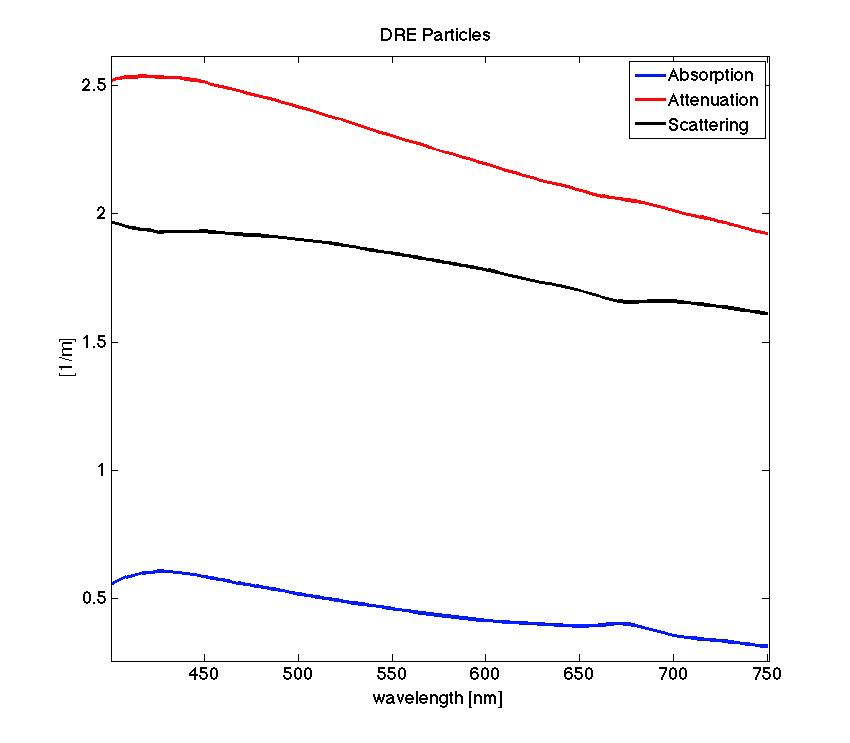 DRE Particles
Absorption
Attenuation
Scattering
2.5
2
1.5
1
0.5
[1/m]
450 500 550 600 650 700 750
wavelength [nm]